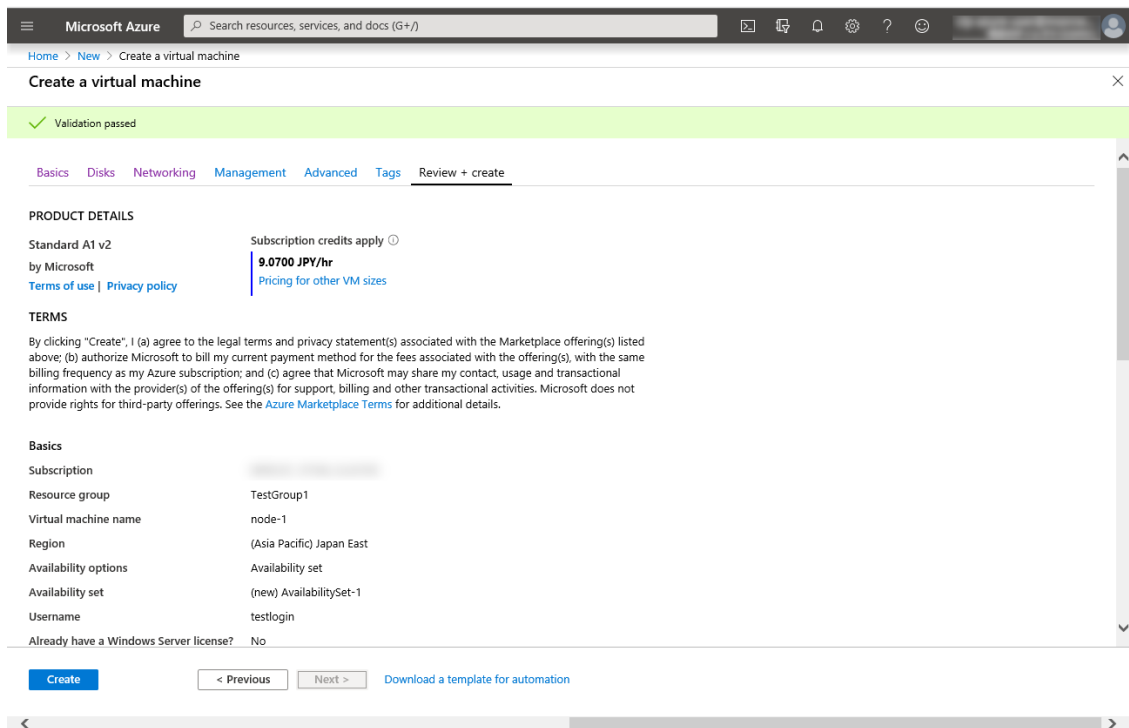 Microsoft Azure
Search resources, services, and docs (G+/)
Home > New > Create a virtual machine
Create a virtual machine
Validation passed
Basics Disks Networking Management Advanced Tags Review + create
PRODUCT DETAILS
Standard A1 v2
by Microsoft
Terms of use | Privacy policy
Subscription credits apply
9.0700 JPY/hr
Pricing for other VM sizes
TERMS
By clicking "Create", I (a) agree to the legal terms and privacy statement(s) associated with the Marketplace offering(s) listed
above; (b) authorize Microsoft to bill my current payment method for the fees associated with the offering(s), with the same
billing frequency as my Azure subscription; and (c) agree that Microsoft may share my contact, usage and transactional
information with the provider(s) of the offering(s) for support, billing and other transactional activities. Microsoft does not
provide rights for third-party offerings. See the Azure Marketplace Terms for additional details.
Basics
Subscription
Resource group TestGroup1
Virtual machine name node-1
Region (Asia Pacific) Japan East
Availability options Availability set
Availability set (new) AvailabilitySet-1
Username testlogin
Already have a Windows Server license? No
Create < Previous Next > Download a template for automation